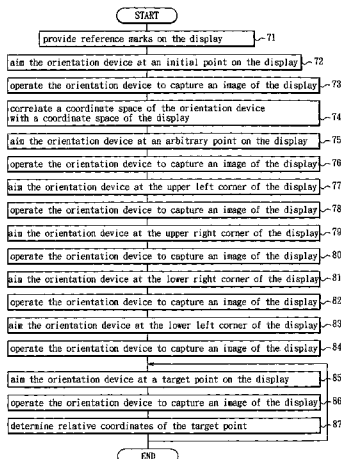 START
provide reference marks on the display 71
aim the orientation device at an initial point on the display 72
operate the orientation device to capture an image of the display 73
correlate a coordinate space of the orientation device
with a coordinate space of the display 74
aim the orientation device at an arbitrary point on the display 75
operate the orientation device to capture an image of the display 76
aim the orientation device at the upper left corner of the display 77
operate the orientation device to capture an image of the display 78
aim the orientation device at the upper right corner of the display 79
operate the orientation device to capture an image of the display 80
aim the orientation device at the lower right corner of the display 81
operate the orientation device to capture an image of the display 82
aim the orientation device at the lower left corner of the display 83
operate the orientation device to capture an image of the display 84
aim the orientation device at a target point on the display 85
operate the orientation device to capture an image of the display 86
determine relative coordinates of the target point 87
END